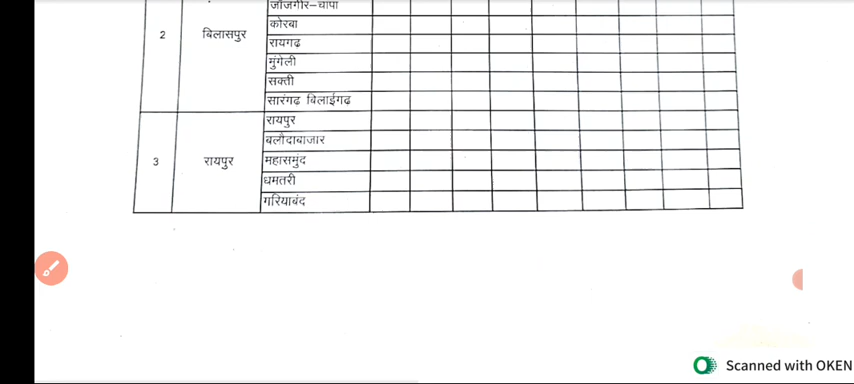 जांजगीर–चांपा
कोरबा
2 बिलासपुर रायगढ
मुंगेली
सक्ती
सारंगढ बिलाईगढ
रायपुर
बलौदाबाजार
3 रायपुर महासमुंद
धमतरी
गरियाबंद
Scanned with OKEN